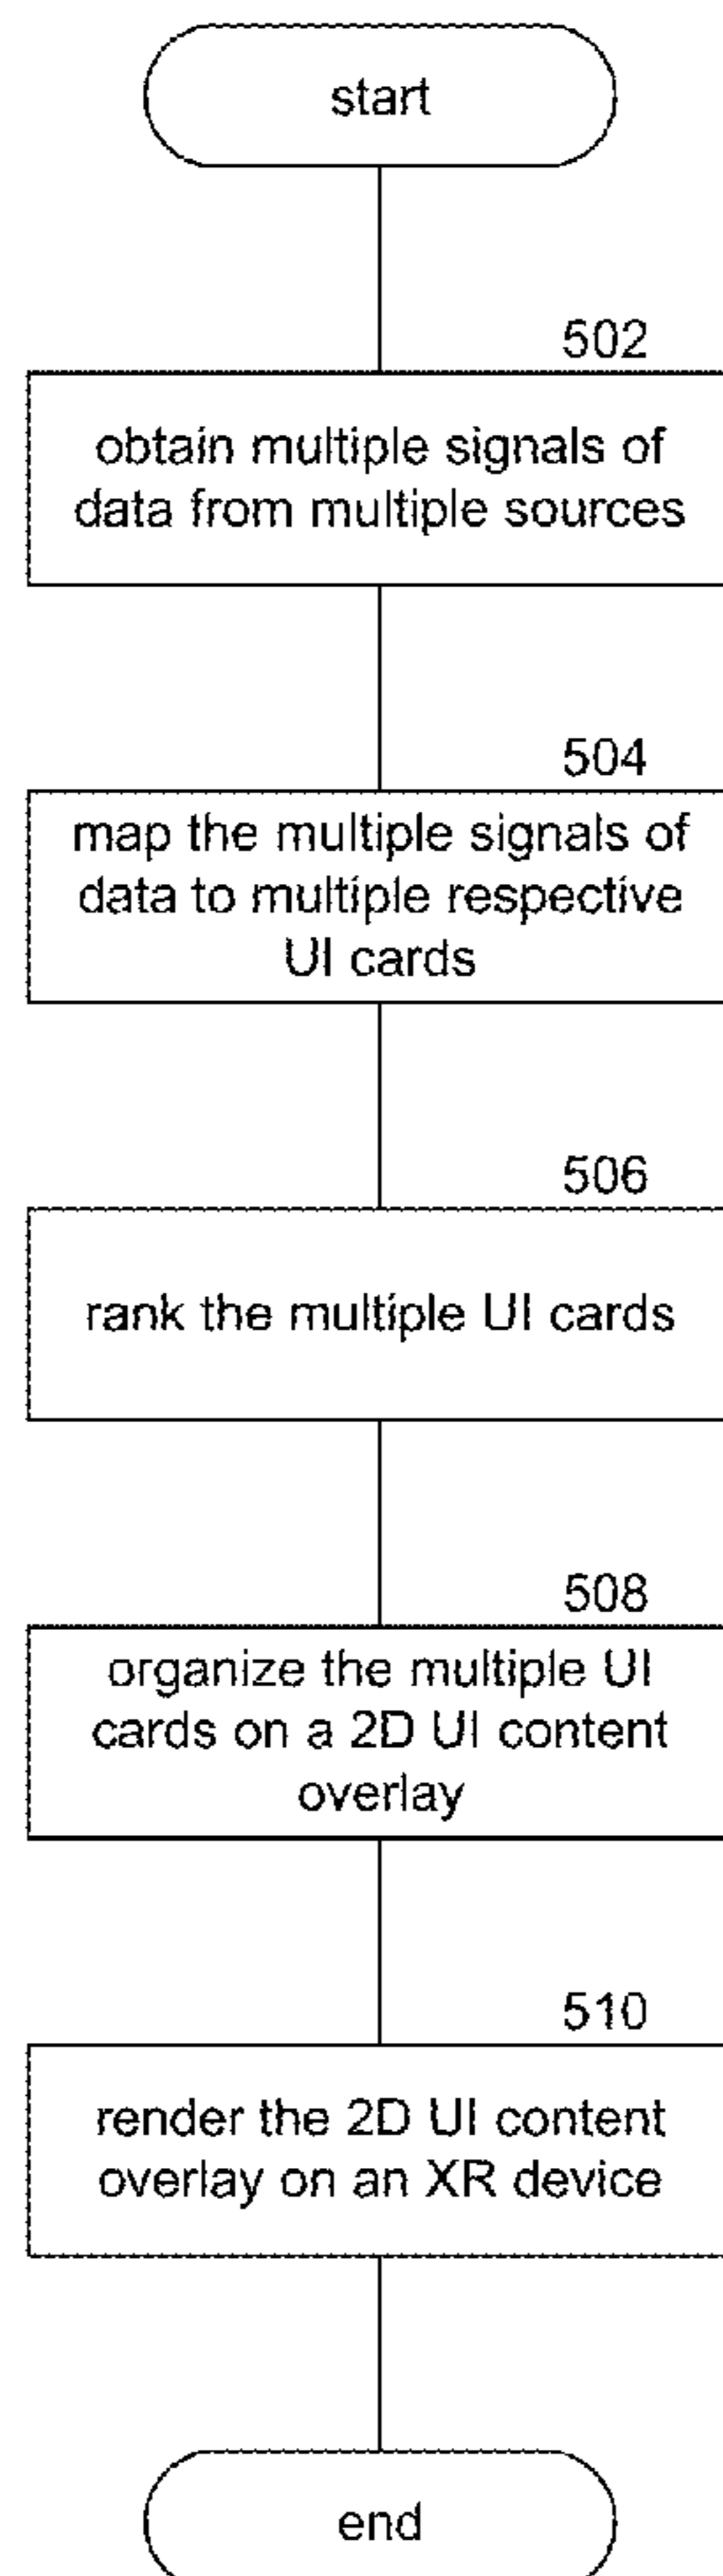 start
502
obtain multiple signals of
data from multiple sources
504
map the multiple signals of
data to multiple respective
UI cards
506
rank the multiple UI cards
508
organize the multiple UI
cards on a 2D UI content
overlay
510
render the 2D UI content
overlay on an XR device
end